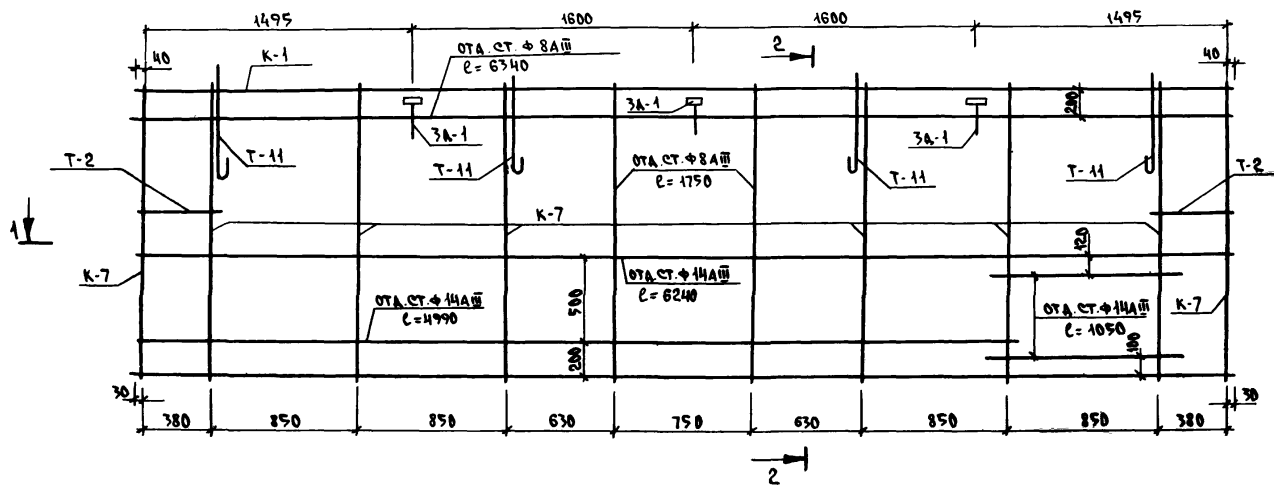 1495
1600
1600
1495
40
К-1
ОТД. СТ. Ф 8АIII
ℓ= 6340
2
40
ЗД-1
200
ЗД-1
ЗД-1
Т-2
Т-11
Т-11
ОТД. СТ. Ф 8АIII
ℓ= 1750
Т-11
Т-11
Т-2
1
К-7
120
К-7
ОТД. СТ. Ф 14АIII
ℓ= 6240
500
ОТД. СТ. Ф 14АIII
ℓ=4990
ОТД. СТ. Ф 14АIII
ℓ= 1050
К-7
200
100
30
30
380
850
850
630
750
630
850
850
380
2